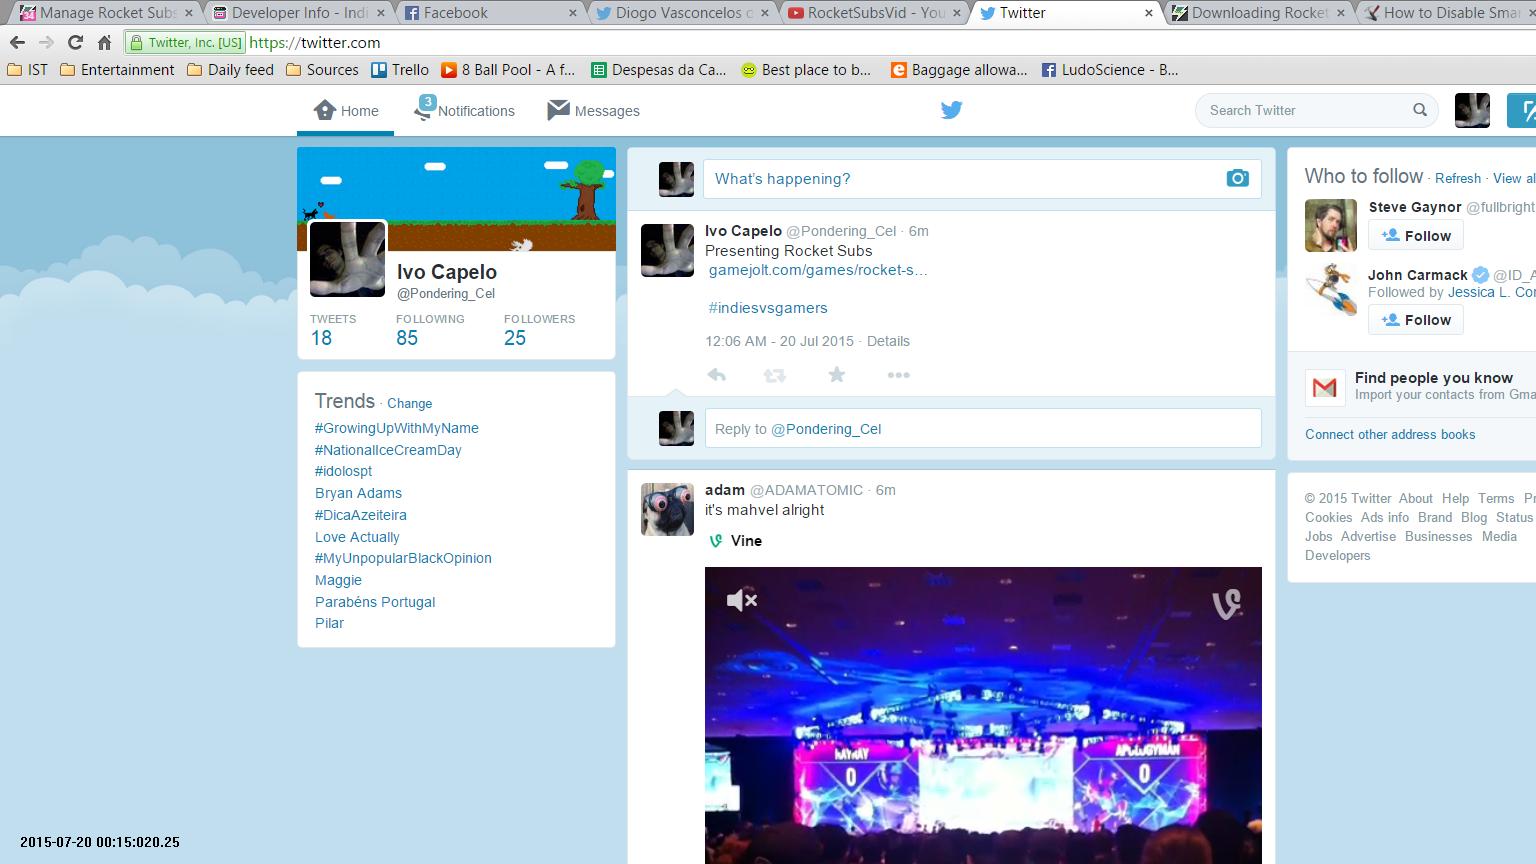 Manage Rocket Subs
Developer Info - Indi
Facebook
Diogo Vasconcelos
RocketSubsVid - You
Twitter
Downloading Rocket
How to Disable Smar
Twitter, Inc. [US] https://twitter.com
IST Entertainment Daily feed Sources Trello 8 Ball Pool - A f... Despesas da Ca... Best place to b... Baggage allowa... LudoScience - B...
Home 3 Notifications Messages Search Twitter
Ivo Capelo
@Pondering_Cel
TWEETS FOLLOWING FOLLOWERS
18 85 25
Trends · Change
#GrowingUpWithMyName
#NationalIceCreamDay
#idolospt
Bryan Adams
#DicaAzeiteira
Love Actually
#MyUnpopularBlackOpinion
Maggie
Parabéns Portugal
Pilar
What's happening?
Ivo Capelo @Pondering_Cel · 6m
Presenting Rocket Subs
gamejolt.com/games/rocket-s...
#indiesvsgamers
12:06 AM - 20 Jul 2015 · Details
Reply to @Pondering_Cel
adam @ADAMATOMIC · 6m
it's mahvel alright
Vine
RAYRAY
0
APOLOGYMAN
0
Who to follow · Refresh · View al
Steve Gaynor @fullbright
Follow
John Carmack @ID_A
Followed by Jessica L. Cor
Follow
Find people you know
Import your contacts from Gma
Connect other address books
© 2015 Twitter About Help Terms Pr
Cookies Ads info Brand Blog Status
Jobs Advertise Businesses Media
Developers
2015-07-20 00:15:020.25